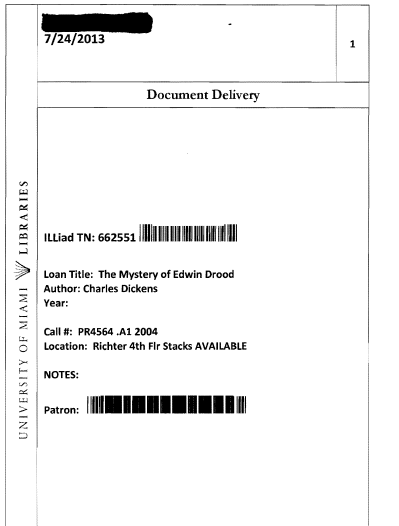 7/24/2013
1
Document Delivery
UNIVERSITY OF MIAMI LIBRARIES
ILLiad TN: 662551
Loan Title: The Mystery of Edwin Drood
Author: Charles Dickens
Year:
Call #: PR4564 .A1 2004
Location: Richter 4th Flr Stacks AVAILABLE
NOTES:
Patron: